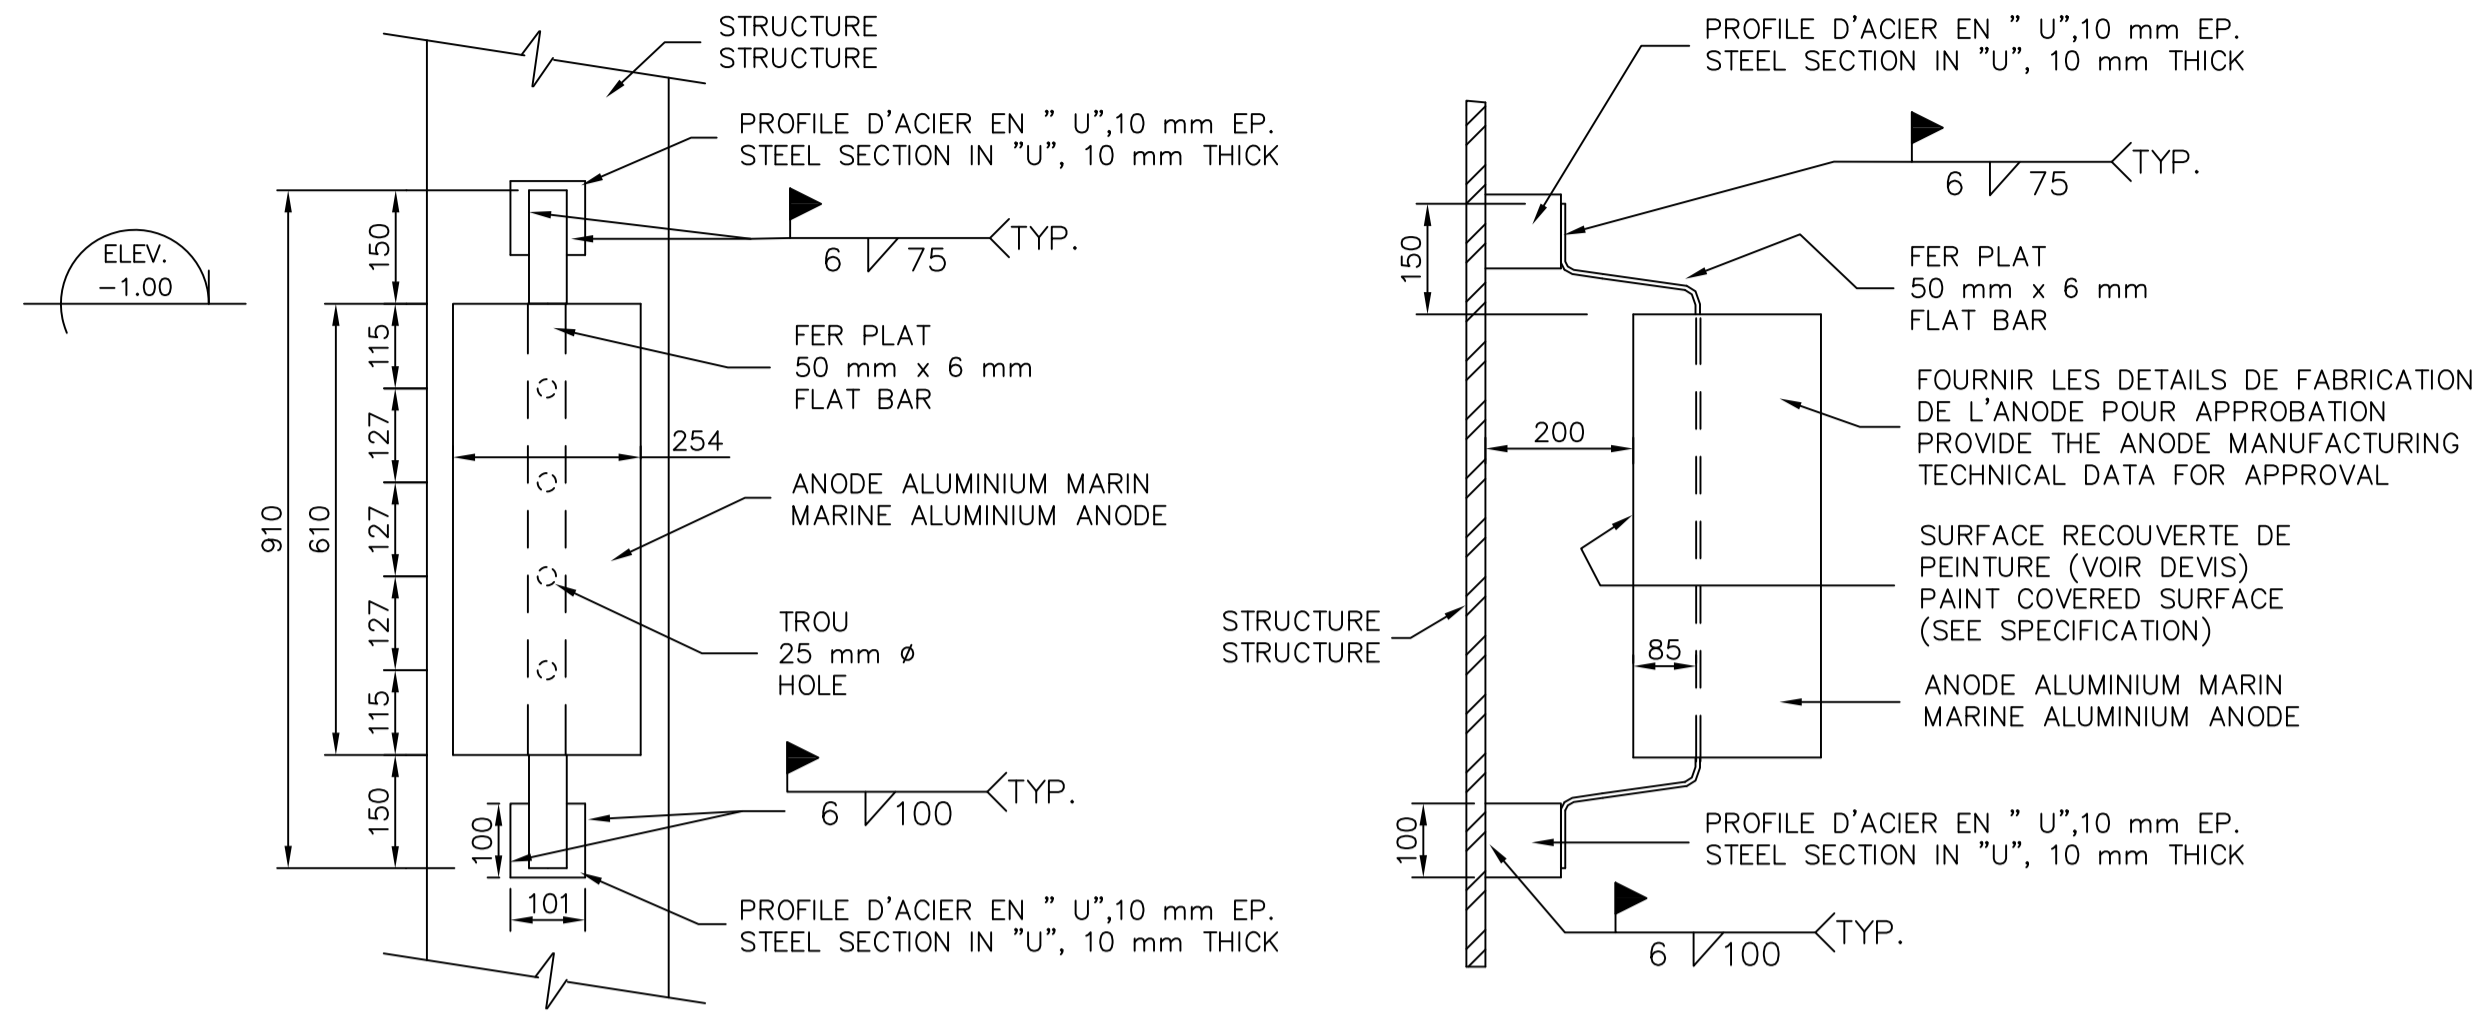 STRUCTURE
STRUCTURE
PROFILE D'ACIER EN " U",10 mm EP.
STEEL SECTION IN "U", 10 mm THICK
6 75
TYP.
ELEV.
-1.00
150
115
127
127
127
115
150
910
610
FER PLAT
50 mm x 6 mm
FLAT BAR
254
ANODE ALUMINIUM MARIN
MARINE ALUMINIUM ANODE
TROU
25 mm ø
HOLE
6 100
TYP.
100
101
PROFILE D'ACIER EN " U",10 mm EP.
STEEL SECTION IN "U", 10 mm THICK
PROFILE D'ACIER EN " U",10 mm EP.
STEEL SECTION IN "U", 10 mm THICK
6 75
TYP.
150
FER PLAT
50 mm x 6 mm
FLAT BAR
FOURNIR LES DETAILS DE FABRICATION
DE L'ANODE POUR APPROBATION
PROVIDE THE ANODE MANUFACTURING
TECHNICAL DATA FOR APPROVAL
200
SURFACE RECOUVERTE DE
PEINTURE (VOIR DEVIS)
PAINT COVERED SURFACE
(SEE SPECIFICATION)
STRUCTURE
STRUCTURE
85
ANODE ALUMINIUM MARIN
MARINE ALUMINIUM ANODE
100
PROFILE D'ACIER EN " U",10 mm EP.
STEEL SECTION IN "U", 10 mm THICK
6 100
TYP.